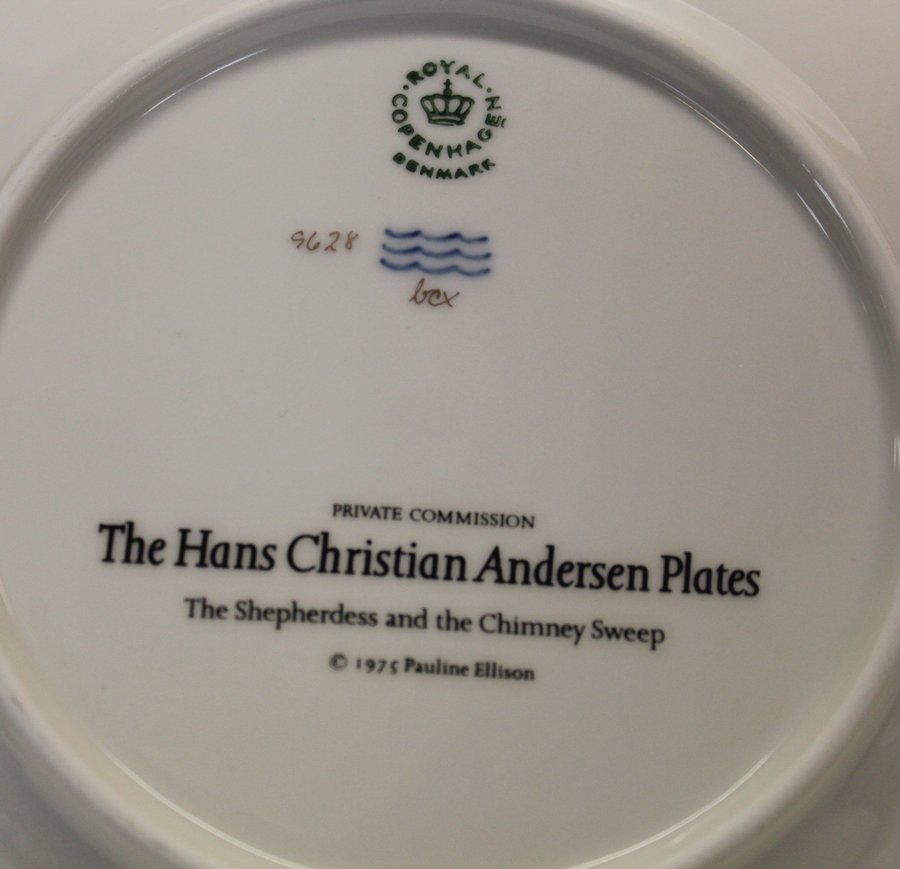 ROYAL
COPENHAGEN
DENMARK
9628
bcx
PRIVATE COMMISSION
The Hans Christian Andersen Plates
The Shepherdess and the Chimney Sweep
© 1975 Pauline Ellison